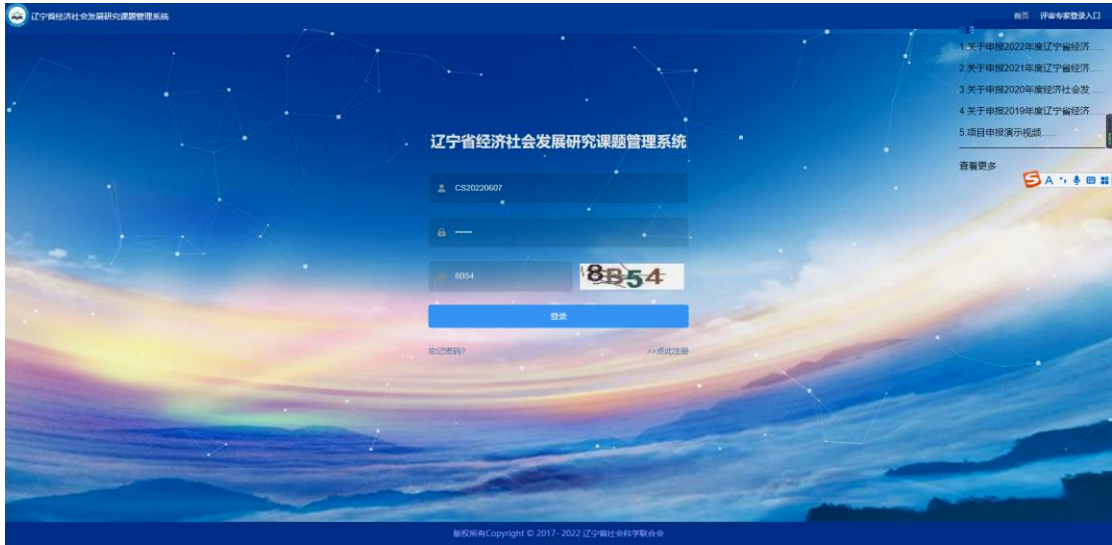 辽宁省经济社会发展研究课题管理系统
首页 评审专家登录入口
1.关于申报2022年度辽宁省经济......
2.关于申报2021年度辽宁省经济......
3.关于申报2020年度经济社会发......
4.关于申报2019年度辽宁省经济......
5.项目申报演示视频......
查看更多
辽宁省经济社会发展研究课题管理系统
CS20220607
8B54
8B54
登录
忘记密码?
>>点此注册
版权所有Copyright © 2017- 2022 辽宁省社会科学联合会